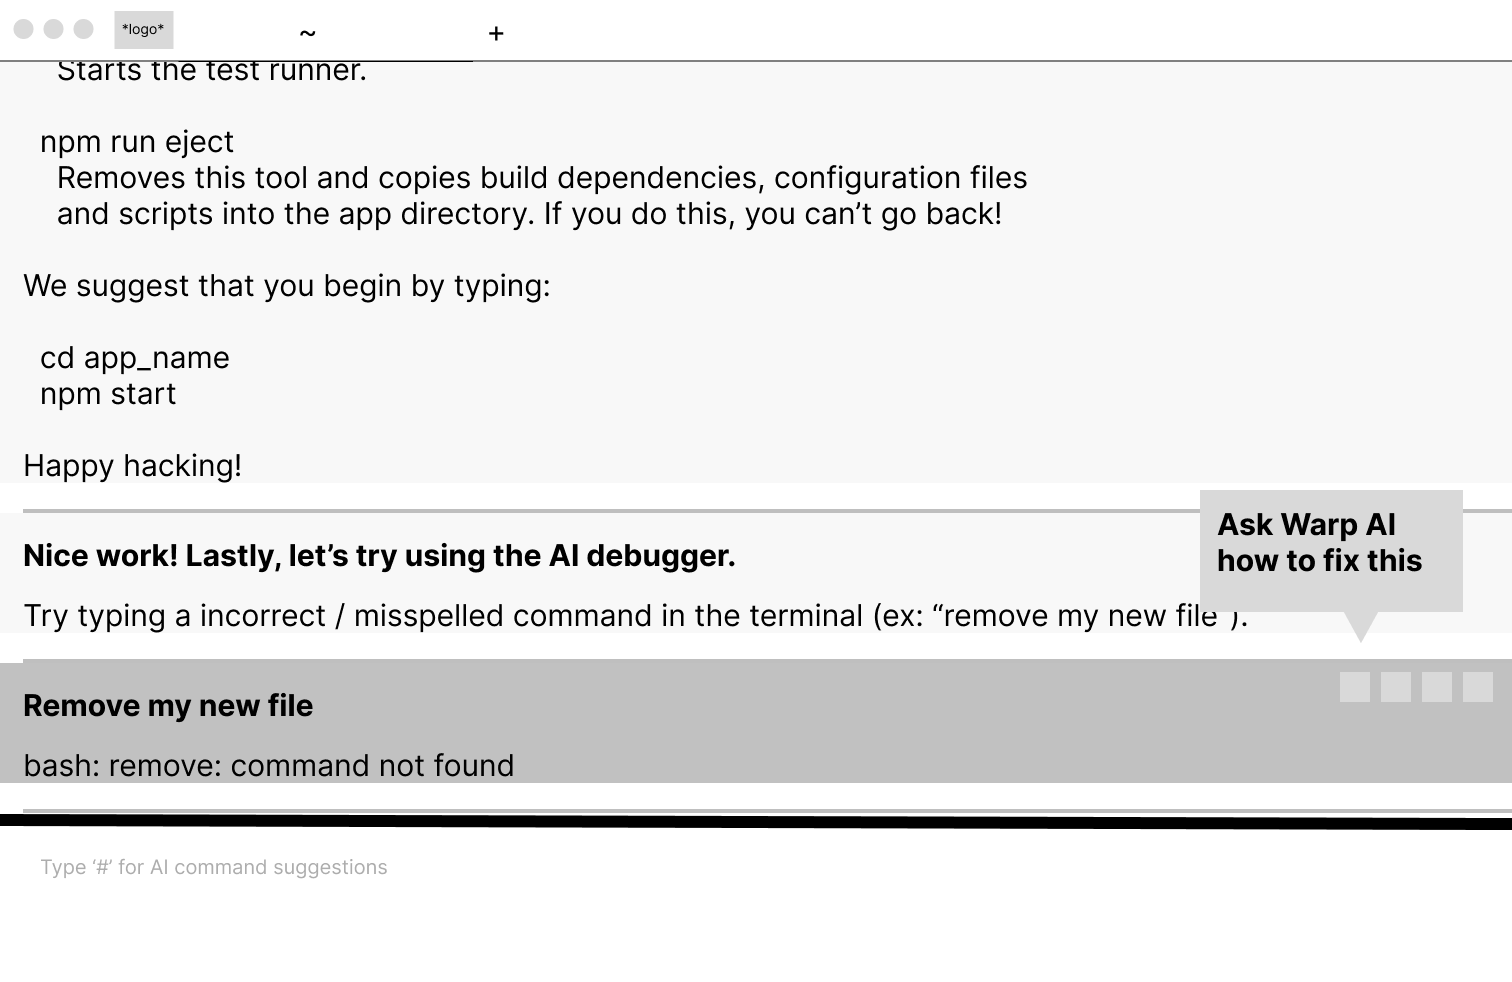 *logo*
~
+
Starts the test runner.
npm run eject
Removes this tool and copies build dependencies, configuration files
and scripts into the app directory. If you do this, you can’t go back!
We suggest that you begin by typing:
cd app_name
npm start
Happy hacking!
Ask Warp AI
how to fix this
Nice work! Lastly, let’s try using the AI debugger.
Try typing a incorrect / misspelled command in the terminal (ex: “remove my new file”).
Remove my new file
bash: remove: command not found
Type ‘#’ for AI command suggestions